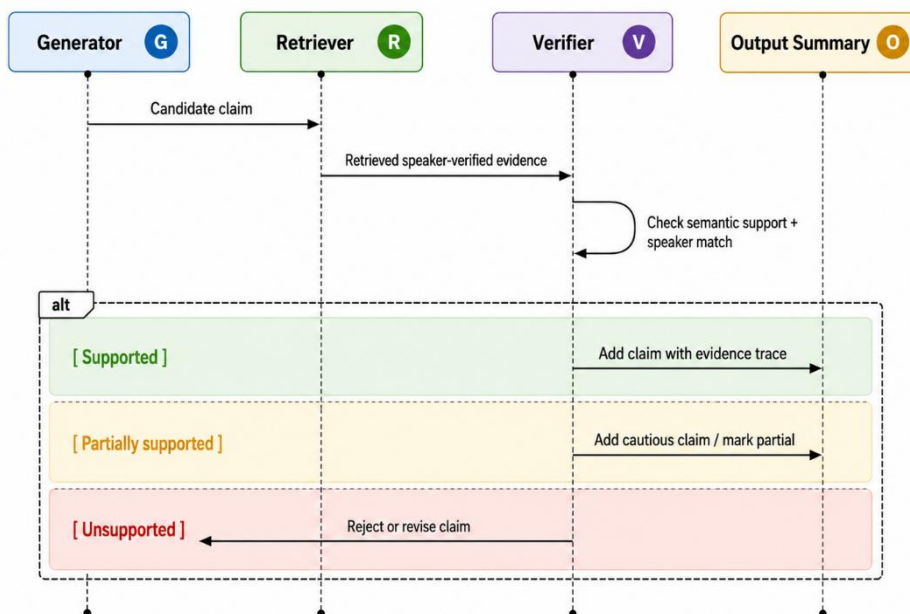 Generator G
Retriever R
Verifier V
Output Summary O
Candidate claim
Retrieved speaker-verified evidence
Check semantic support +
speaker match
alt
[ Supported ]
Add claim with evidence trace
[ Partially supported ]
Add cautious claim / mark partial
[ Unsupported ]
Reject or revise claim